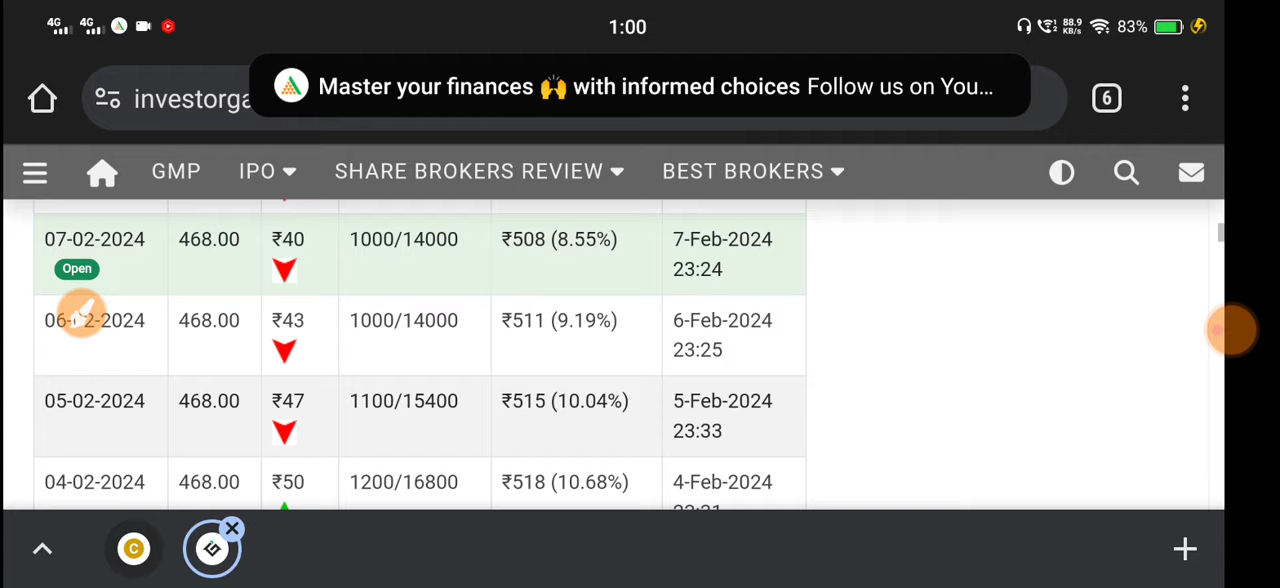 4G 4G 1:00 88.9 KB/s 83%
Master your finances 🙌 with informed choices Follow us on You…
investorga 6
GMP IPO SHARE BROKERS REVIEW BEST BROKERS
07-02-2024 468.00 ₹40 1000/14000 ₹508 (8.55%) 7-Feb-2024
Open 23:24
06-02-2024 468.00 ₹43 1000/14000 ₹511 (9.19%) 6-Feb-2024
23:25
05-02-2024 468.00 ₹47 1100/15400 ₹515 (10.04%) 5-Feb-2024
23:33
04-02-2024 468.00 ₹50 1200/16800 ₹518 (10.68%) 4-Feb-2024
C